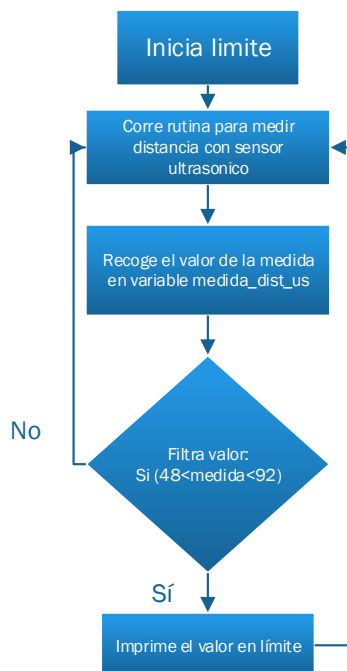 Inicia limite
Corre rutina para medir
distancia con sensor
ultrasonico
Recoge el valor de la medida
en variable medida_dist_us
No
Filtra valor:
Si (48<medida<92)
Sí
Imprime el valor en límite